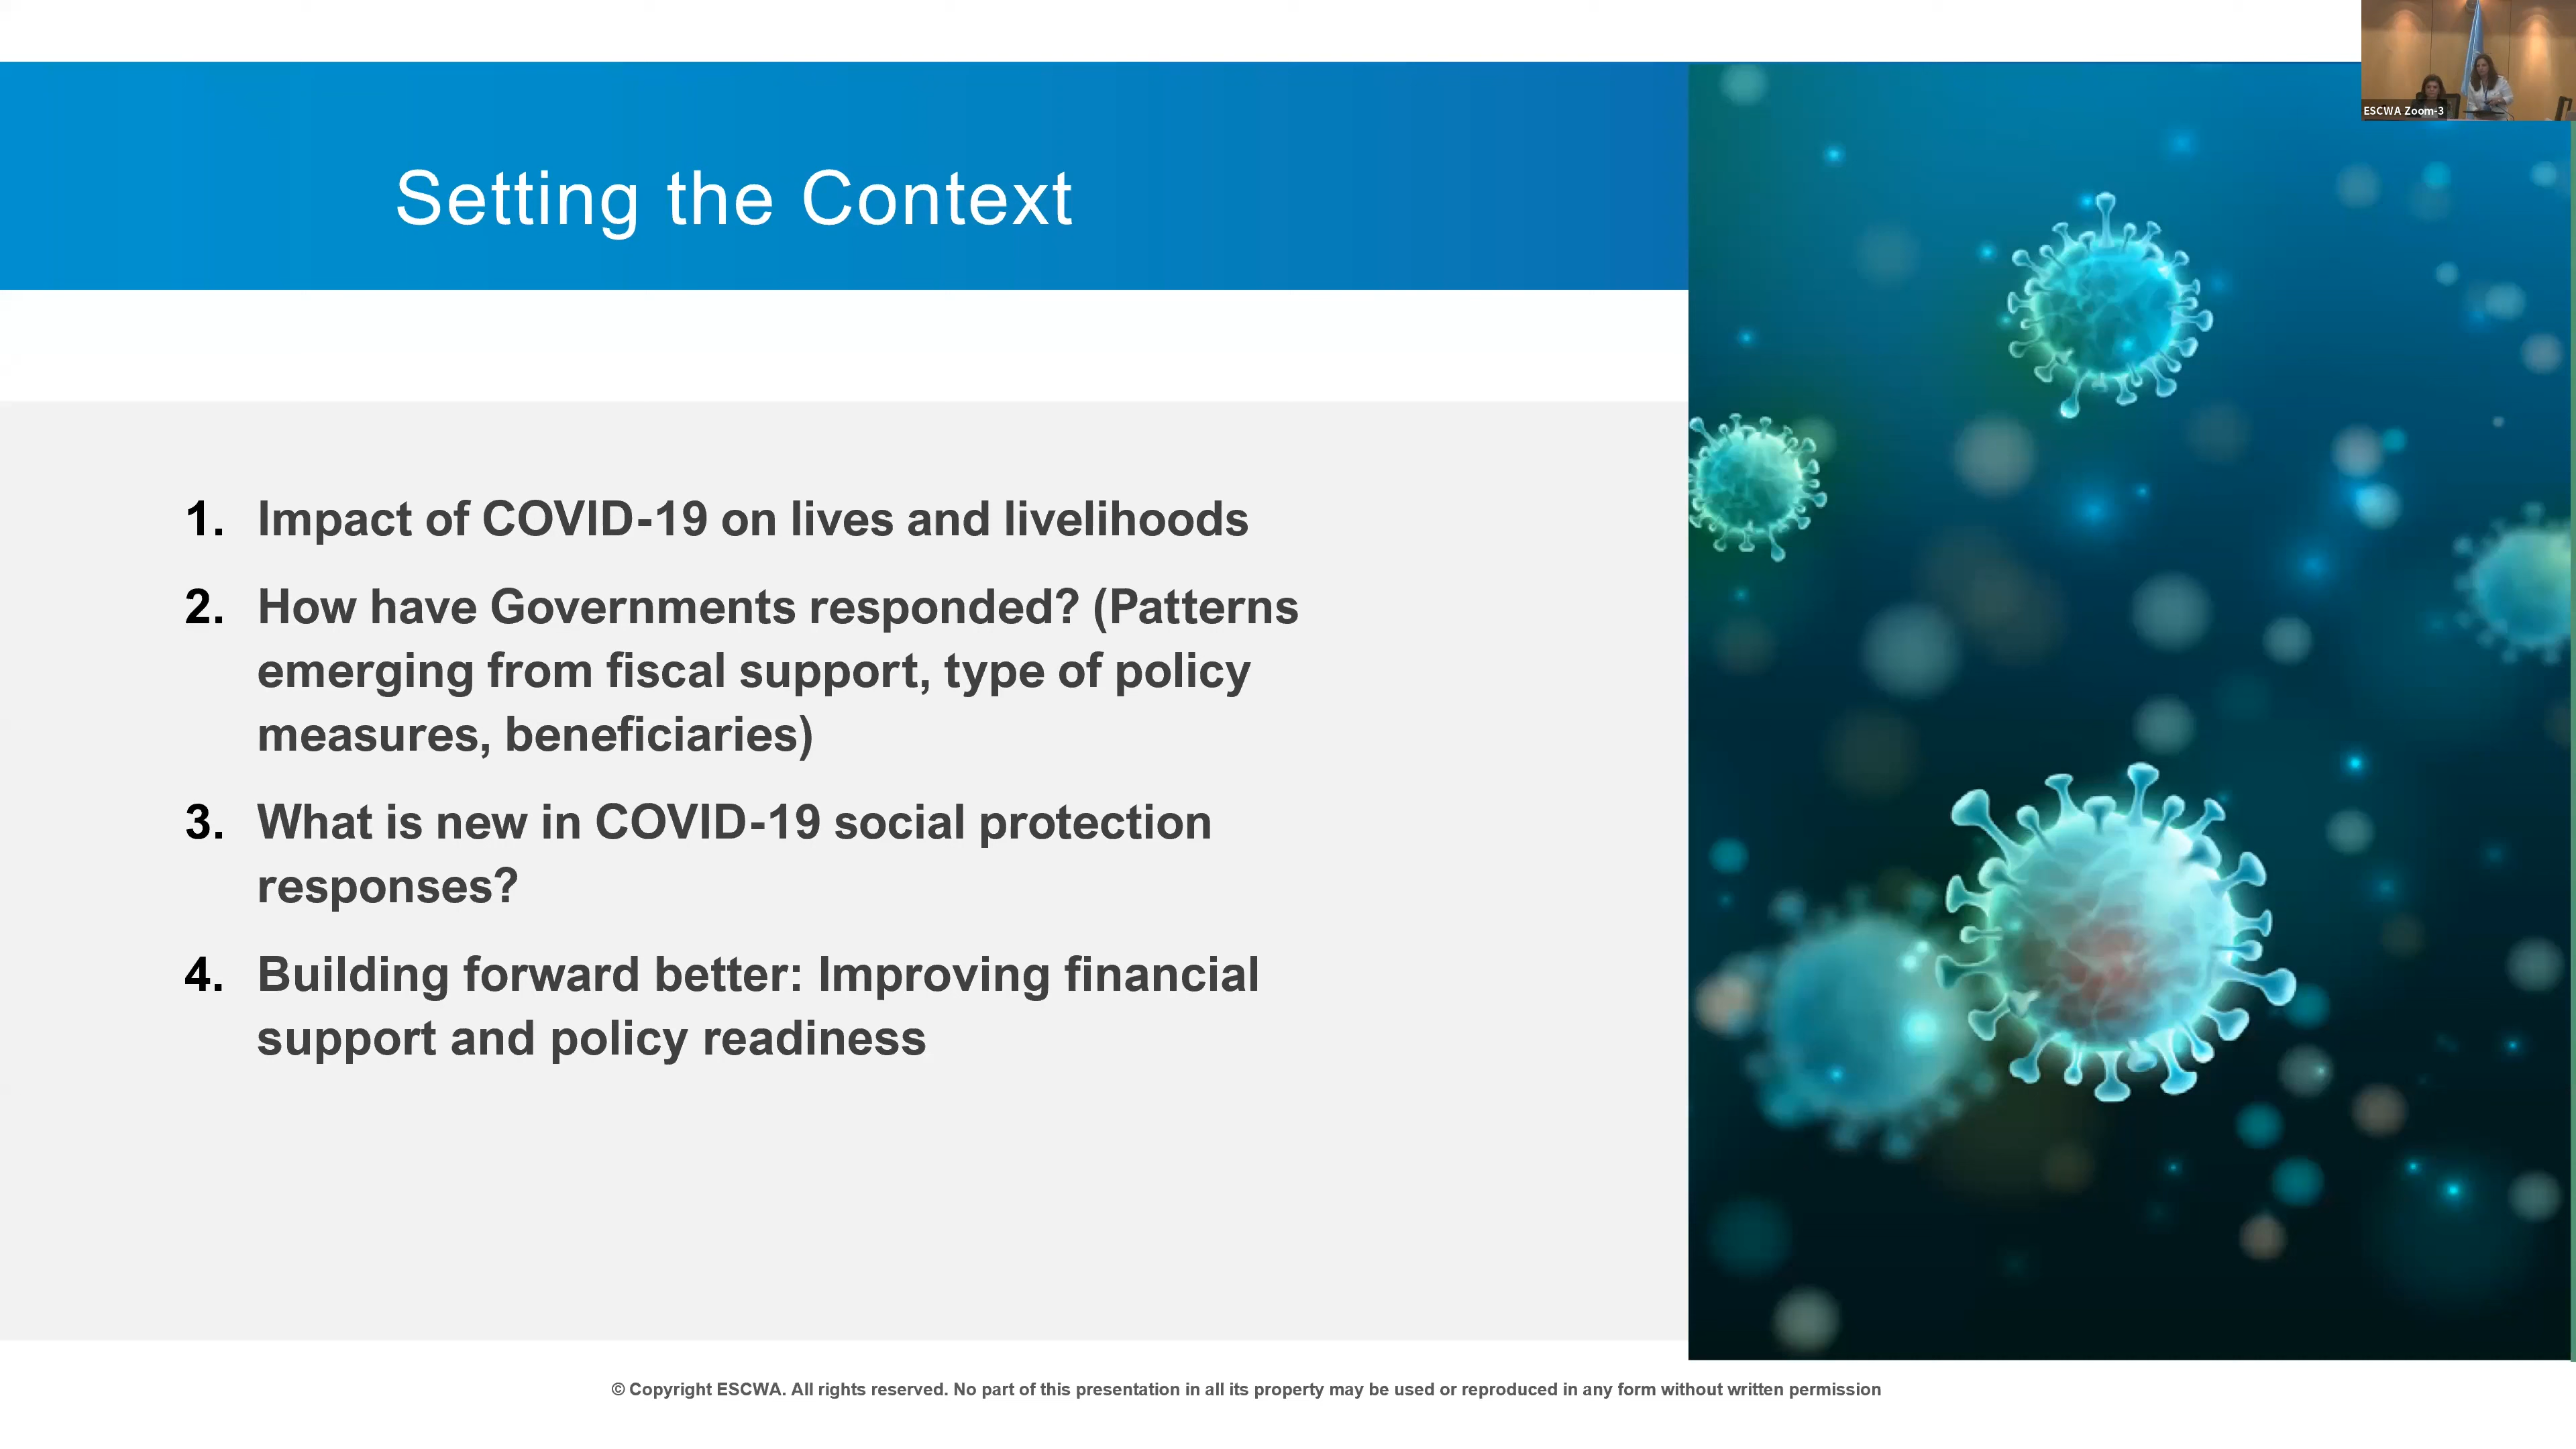 ESCWA Zoom-3
Setting the Context
1. Impact of COVID-19 on lives and livelihoods
2. How have Governments responded? (Patterns
emerging from fiscal support, type of policy
measures, beneficiaries)
3. What is new in COVID-19 social protection
responses?
4. Building forward better: Improving financial
support and policy readiness
© Copyright ESCWA. All rights reserved. No part of this presentation in all its property may be used or reproduced in any form without written permission